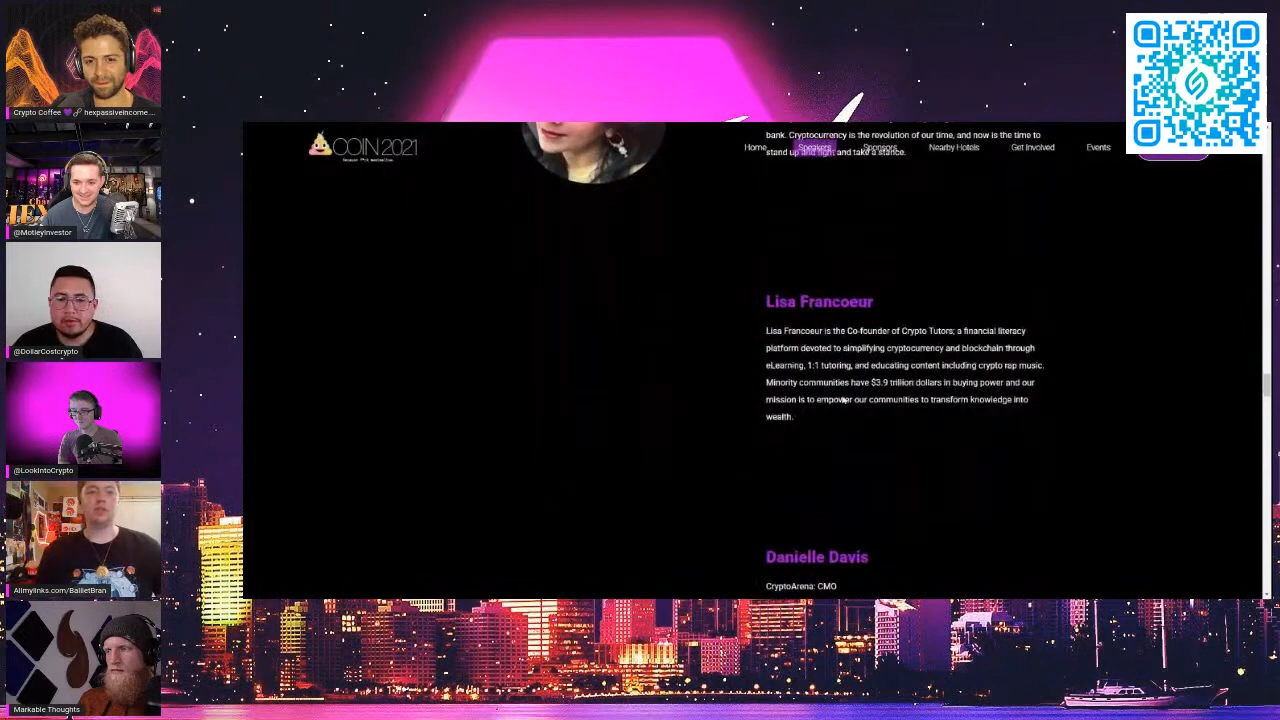 Crypto Coffee 💜🔗 hexpassiveincome...
@MotleyInvestor
@DollarCostcrypto
@LookIntoCrypto
Allmylinks.com/BallietBran
Markable Thoughts
COIN 2021
Home
Speakers
Sponsors
Nearby Hotels
Get Involved
Events
bank. Cryptocurrency is the revolution of our time, and now is the time to
stand up and fight and take a stance.
Lisa Francoeur
Lisa Francoeur is the Co-founder of Crypto Tutors; a financial literacy
platform devoted to simplifying cryptocurrency and blockchain through
eLearning, 1:1 tutoring, and educating content including crypto rap music.
Minority communities have $3.9 trillion dollars in buying power and our
mission is to empower our communities to transform knowledge into
wealth.
Danielle Davis
CryptoArena: CMO